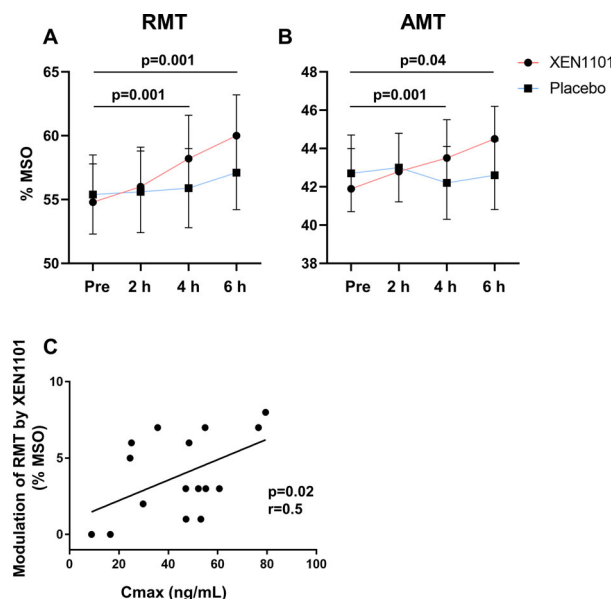 RMT
AMT
A
B
p=0.001
p=0.001
65
60
55
50
% MSO
Pre 2 h 4 h 6 h
p=0.04
p=0.001
48
46
44
42
40
38
Pre 2 h 4 h 6 h
XEN1101
Placebo
C
Modulation of RMT by XEN1101
(% MSO)
10
5
0
p=0.02
r=0.5
0 20 40 60 80 100
Cmax (ng/mL)